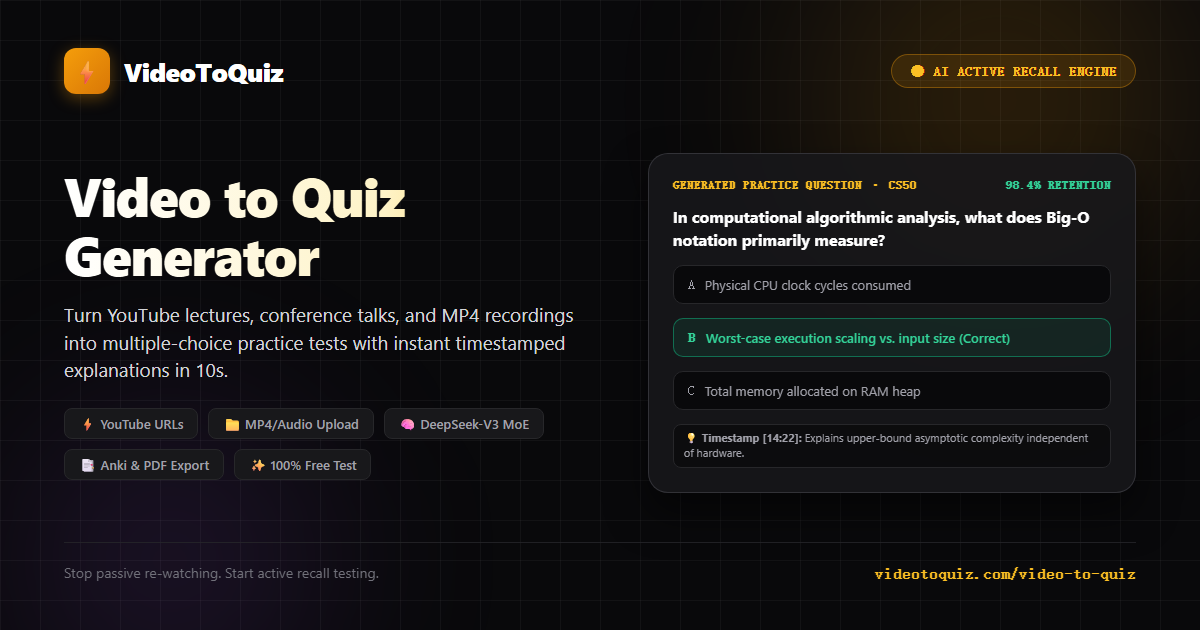 VideoToQuiz
AI ACTIVE RECALL ENGINE
Video to Quiz
Generator
Turn YouTube lectures, conference talks, and MP4 recordings
into multiple-choice practice tests with instant timestamped
explanations in 10s.
YouTube URLs
MP4/Audio Upload
DeepSeek-V3 MoE
Anki & PDF Export
100% Free Test
GENERATED PRACTICE QUESTION · CS50
98.4% RETENTION
In computational algorithmic analysis, what does Big-O
notation primarily measure?
A Physical CPU clock cycles consumed
B Worst-case execution scaling vs. input size (Correct)
C Total memory allocated on RAM heap
Timestamp [14:22]: Explains upper-bound asymptotic complexity independent
of hardware.
Stop passive re-watching. Start active recall testing.
videotoquiz.com/video-to-quiz